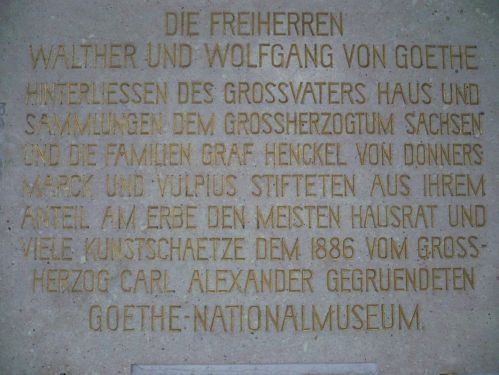 DIE FREIHERREN
WALTHER UND WOLFGANG VON GOETHE
HINTERLIESSEN DES GROSSVATERS HAUS UND
SAMMLUNGEN DEM GROSSHERZOGTUM SACHSEN
UND DIE FAMILIEN GRAF HENCKEL VON DONNERS
MARCK UND VULPIUS STIFTETEN AUS IHREM
ANTEIL AM ERBE DEN MEISTEN HAUSRAT UND
VIELE KUNSTSCHAETZE DEM 1886 VOM GROSS-
HERZOG CARL ALEXANDER GEGRUENDETEN
GOETHE-NATIONALMUSEUM.